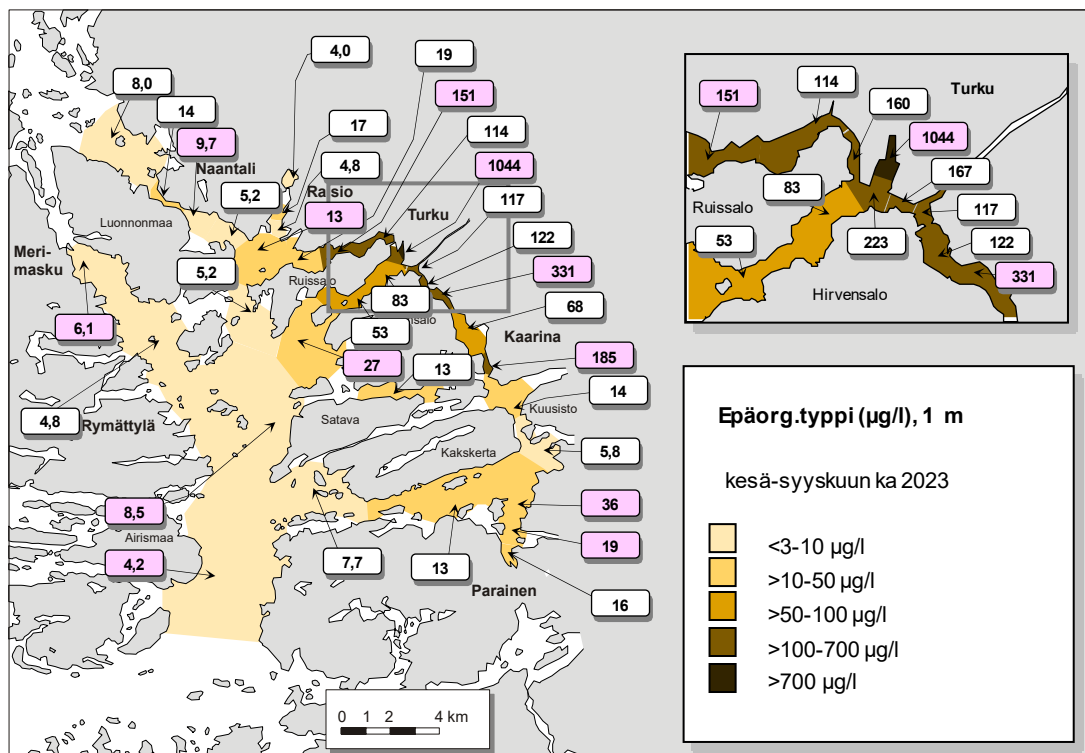 4,0
19
8,0
151
14
17
114
9,7
4,8
1044
Naantali
5,2
Raisio
13
Turku
117
Luonnonmaa
122
Meri-
masku
5,2
Ruissalo
331
6,1
83
68
53
Kaarina
27
13
185
4,8
Rymättylä
Satava
14
Kuusisto
Kakskerta
5,8
8,5
36
Airismaa
4,2
19
7,7
13
Parainen
16
0 1 2 4 km
151
114
160
Turku
1044
83
167
Ruissalo
117
53
223
122
Hirvensalo
331
Epäorg.typpi (µg/l), 1 m
kesä-syyskuun ka 2023
<3-10 µg/l
>10-50 µg/l
>50-100 µg/l
>100-700 µg/l
>700 µg/l